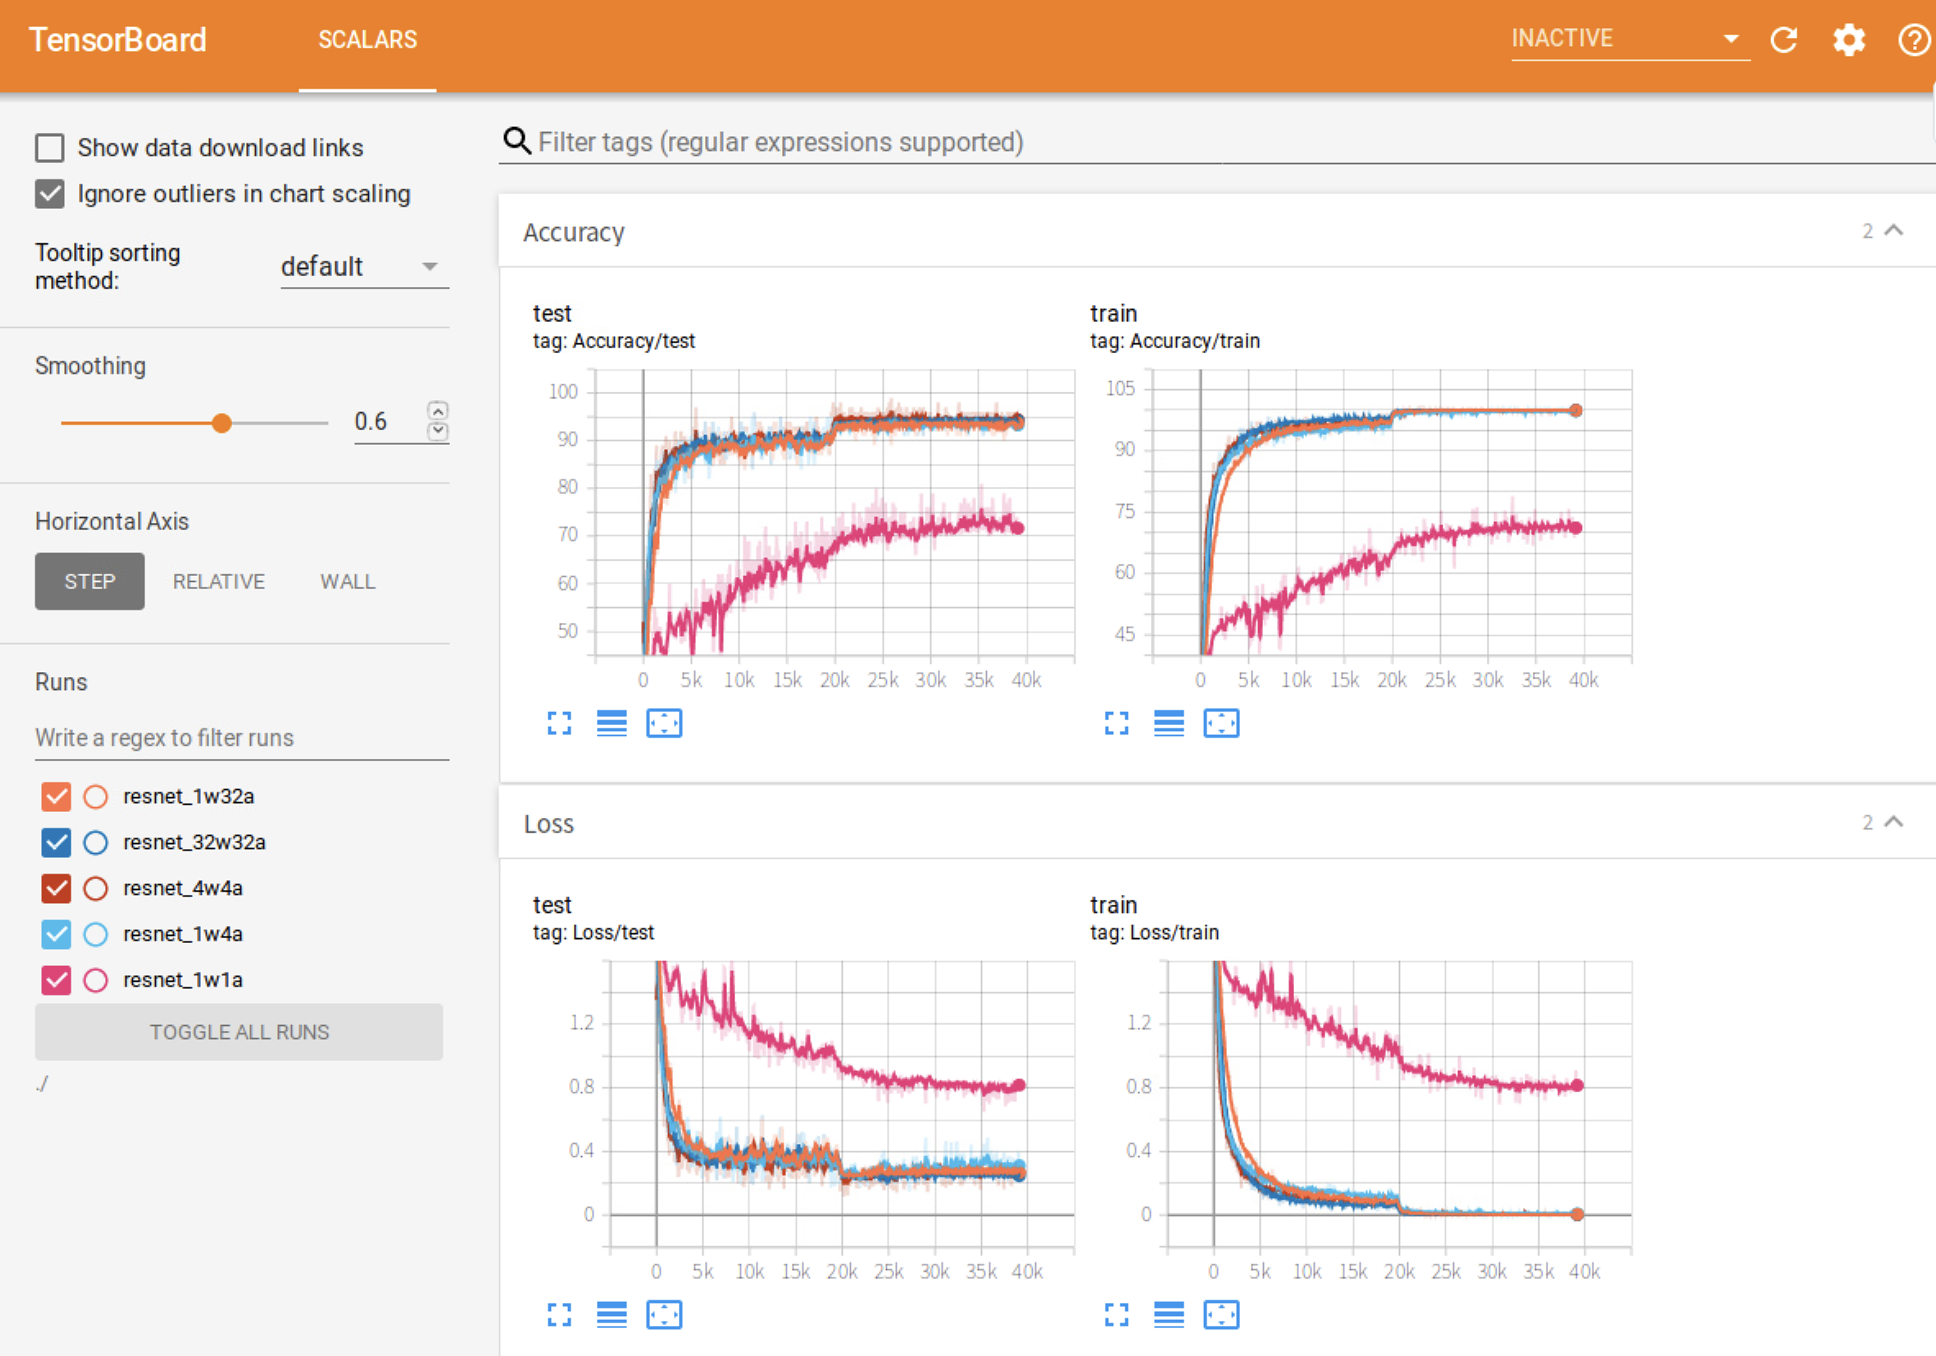 TensorBoard
SCALARS
INACTIVE
Show data download links
Ignore outliers in chart scaling
Tooltip sorting
method:
default
Smoothing
0.6
Horizontal Axis
STEP RELATIVE WALL
Runs
Write a regex to filter runs
resnet_1w32a
resnet_32w32a
resnet_4w4a
resnet_1w4a
resnet_1w1a
TOGGLE ALL RUNS
./
Filter tags (regular expressions supported)
Accuracy
2
test
tag: Accuracy/test
100
90
80
70
60
50
0 5k 10k 15k 20k 25k 30k 35k 40k
train
tag: Accuracy/train
105
90
75
60
45
0 5k 10k 15k 20k 25k 30k 35k 40k
Loss
2
test
tag: Loss/test
1.2
0.8
0.4
0
0 5k 10k 15k 20k 25k 30k 35k 40k
train
tag: Loss/train
1.2
0.8
0.4
0
0 5k 10k 15k 20k 25k 30k 35k 40k